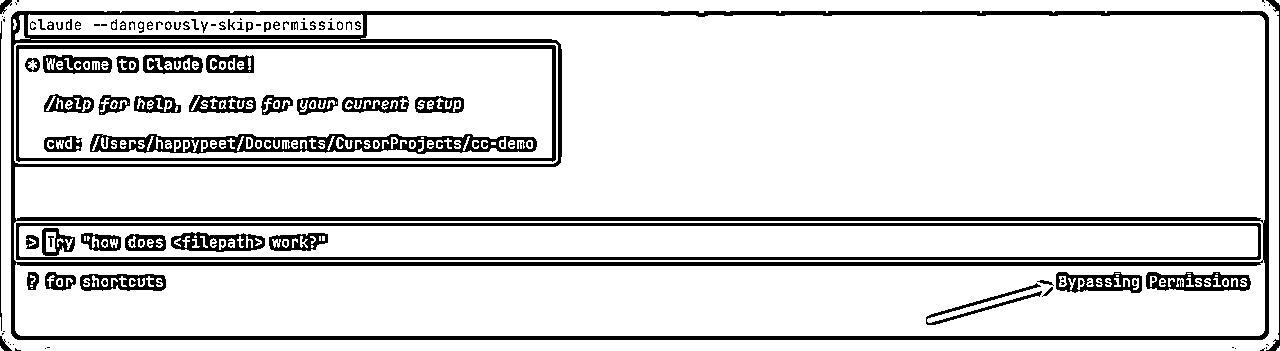 claude --dangerously-skip-permissions
* Welcome to Claude Code!
/help for help, /status for your current setup
cwd: /Users/happypeet/Documents/CursorProjects/cc-demo
> Try "how does <filepath> work?"
? for shortcuts
Bypassing Permissions